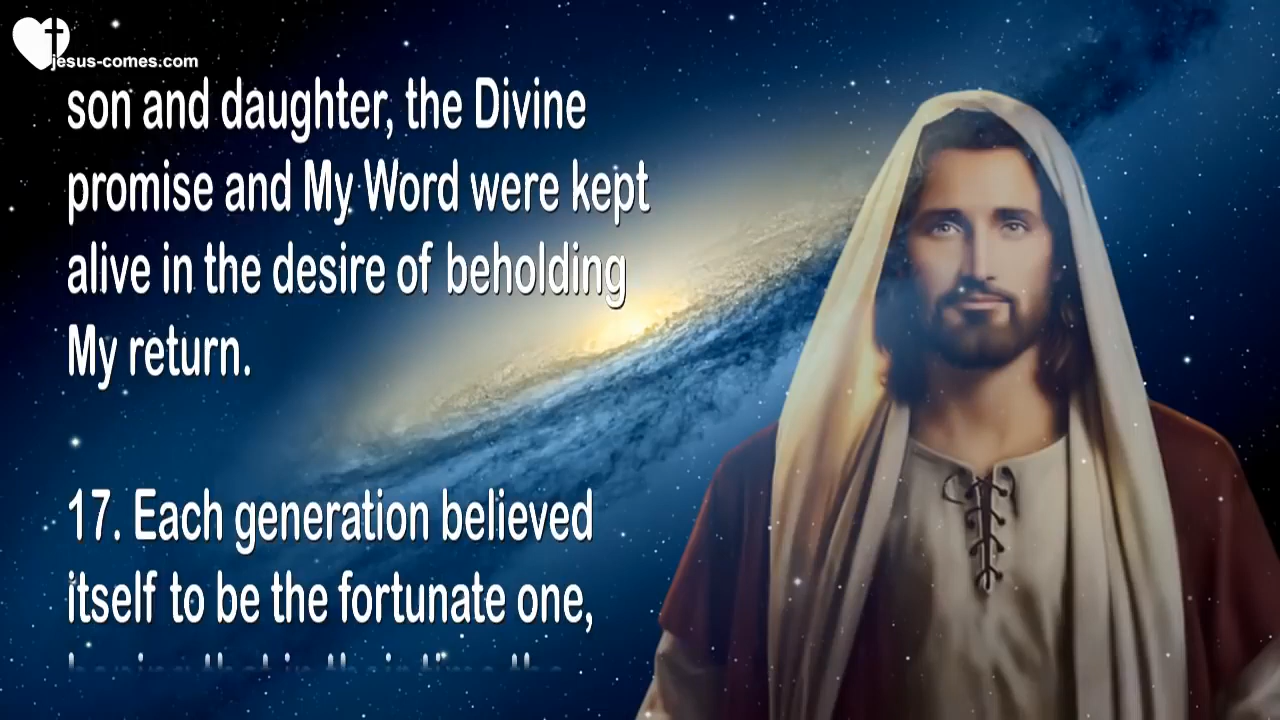 jesus-comes.com
son and daughter, the Divine
promise and My Word were kept
alive in the desire of beholding
My return.
17. Each generation believed
itself to be the fortunate one,